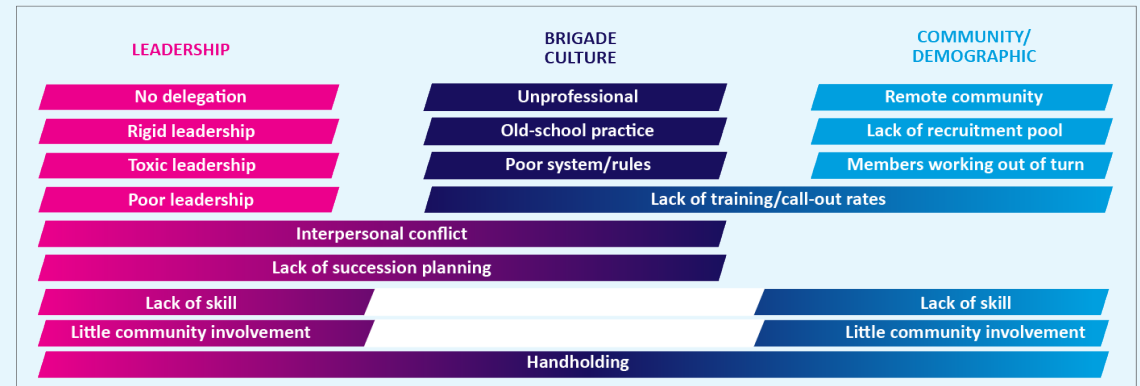 LEADERSHIP
BRIGADE
CULTURE
COMMUNITY/
DEMOGRAPHIC
No delegation
Unprofessional
Remote community
Rigid leadership
Old-school practice
Lack of recruitment pool
Toxic leadership
Poor system/rules
Members working out of turn
Poor leadership
Lack of training/call-out rates
Interpersonal conflict
Lack of succession planning
Lack of skill
Lack of skill
Little community involvement
Little community involvement
Handholding